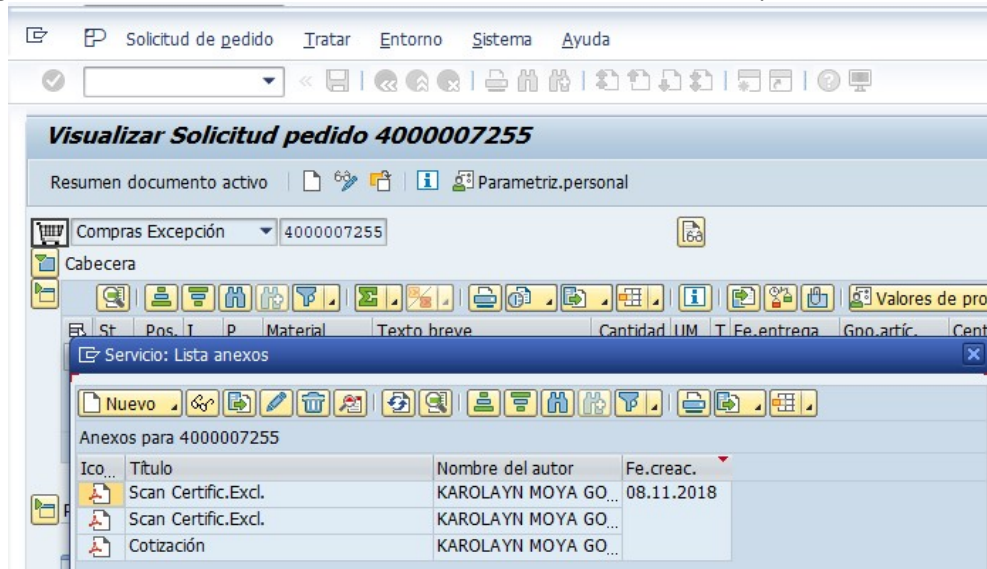 Solicitud de pedido Tratar Entorno Sistema Ayuda
Visualizar Solicitud pedido 4000007255
Resumen documento activo Parametriz.personal
Compras Excepción 4000007255
Cabecera
Valores de pro
St Pos. I P Material Texto breve Cantidad UM T Fe.entrega Gpo.artíc. Cent
Servicio: Lista anexos
Nuevo
Anexos para 4000007255
Ico... Título Nombre del autor Fe.creac.
Scan Certific.Excl. KAROLAYN MOYA GO... 08.11.2018
Scan Certific.Excl. KAROLAYN MOYA GO...
Cotización KAROLAYN MOYA GO...